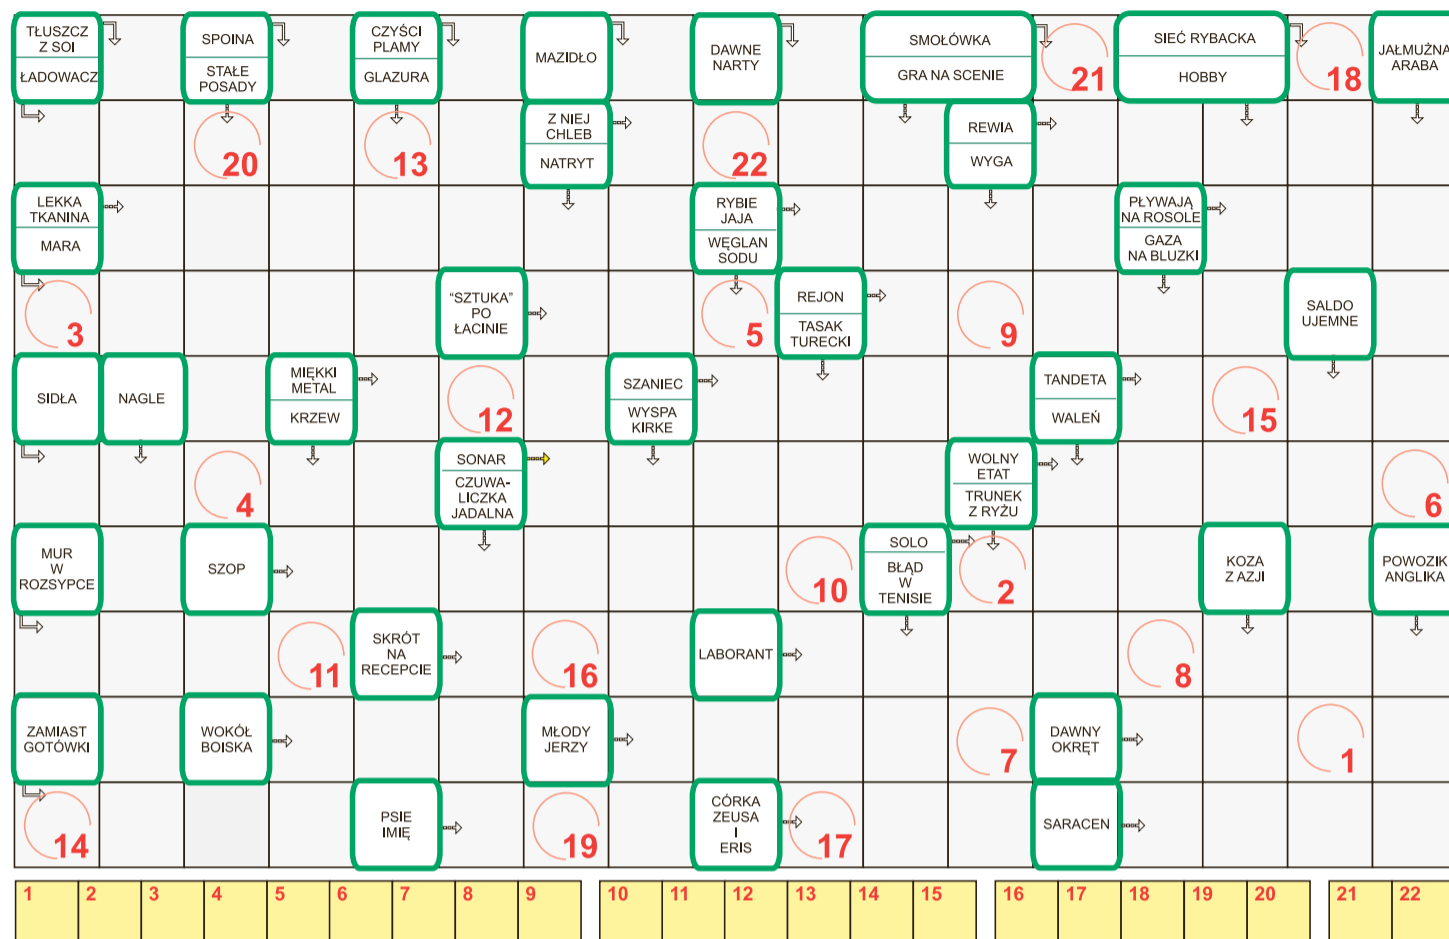 TŁUSZCZ
Z SOI
ŁADOWACZ
SPOINA
STAŁE
POSADY
CZYŚCI
PLAMY
GLAZURA
MAZIDŁO
DAWNE
NARTY
SMOŁÓWKA
GRA NA SCENIE
21
SIEĆ RYBACKA
HOBBY
18
JAŁMUŻNA
ARABA
20
13
Z NIEJ
CHLEB
NATRYT
22
REWIA
WYGA
LEKKA
TKANINA
MARA
RYBIE
JAJA
WĘGLAN
SODU
PŁYWAJĄ
NA ROSOLE
GAZA
NA BLUZKI
3
"SZTUKA"
PO
ŁACINIE
5
REJON
TASAK
TURECKI
9
SALDO
UJEMNE
SIDŁA
NAGLE
MIĘKKI
METAL
KRZEW
12
SZANIEC
WYSPA
KIRKE
TANDETA
WALEŃ
15
4
SONAR
CZUWA-
LICZKA
JADALNA
WOLNY
ETAT
TRUNEK
Z RYŻU
6
MUR
W
ROZSYPCE
SZOP
10
SOLO
BŁĄD
W
TENISIE
2
KOZA
Z AZJI
POWOZIK
ANGLIKA
11
SKRÓT
NA
RECEPCIE
16
LABORANT
8
ZAMIAST
GOTÓWKI
WOKÓŁ
BOISKA
MŁODY
JERZY
7
DAWNY
OKRĘT
1
14
PSIE
IMIĘ
19
CÓRKA
ZEUSA
I
ERIS
17
SARACEN
1 2 3 4 5 6 7 8 9 10 11 12 13 14 15 16 17 18 19 20 21 22